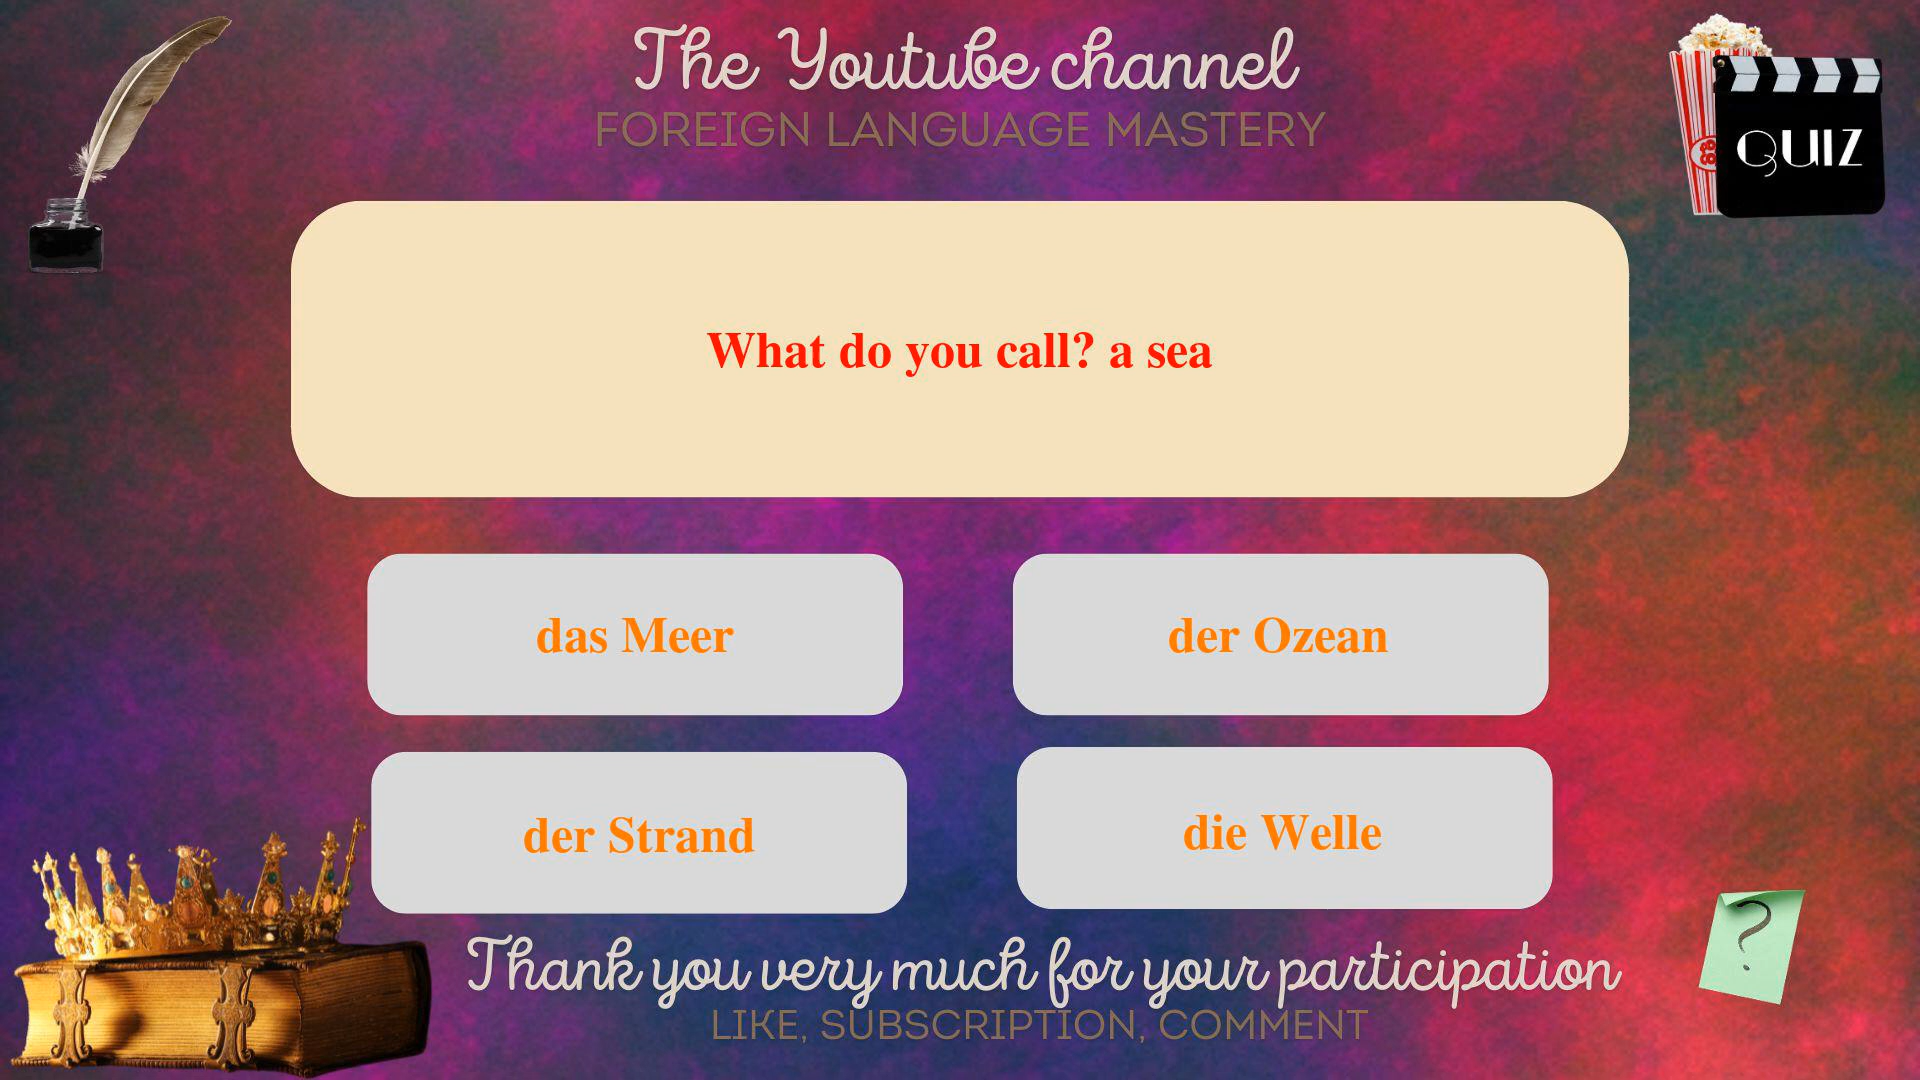 The Youtube channel
FOREIGN LANGUAGE MASTERY
QUIZ
What do you call? a sea
das Meer
der Ozean
der Strand
die Welle
?
Thank you very much for your participation
LIKE, SUBSCRIPTION, COMMENT